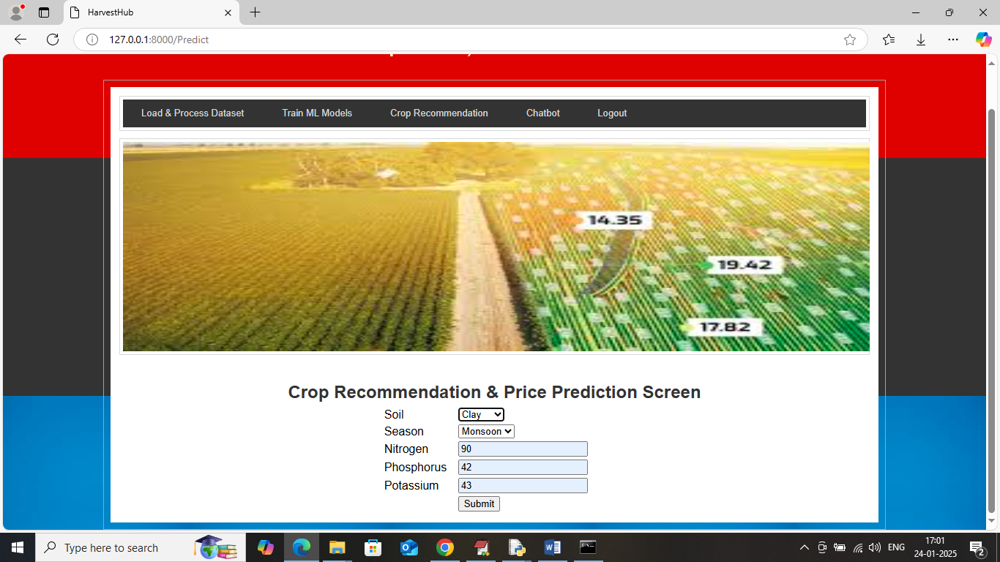 HarvestHub
127.0.0.1:8000/Predict
Load & Process Dataset Train ML Models Crop Recommendation Chatbot Logout
14.35
19.42
17.82
Crop Recommendation & Price Prediction Screen
Soil Clay
Season Monsoon
Nitrogen 90
Phosphorus 42
Potassium 43
Submit
Type here to search
ENG
17:01
24-01-2025
2